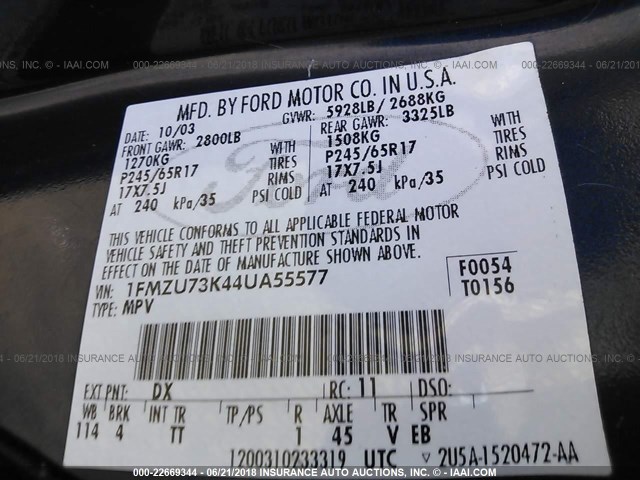 000-22669344 - 06/21/2018 INSURANCE AUTO AUCTIONS, INC. ©
MFD. BY FORD MOTOR CO. IN U.S.A.
DATE: 10/03 GVWR: 5928LB/ 2688KG
FRONT GAWR: 2800LB REAR GAWR: 3325LB
1270KG WITH 1508KG WITH
P245/65R17 TIRES P245/65R17 TIRES
17X7.5J RIMS 17X7.5J RIMS
AT 240 kPa/35 PSI COLD AT 240 kPa/35 PSI COLD
Ford
THIS VEHICLE CONFORMS TO ALL APPLICABLE FEDERAL MOTOR
VEHICLE SAFETY AND THEFT PREVENTION STANDARDS IN
EFFECT ON THE DATE OF MANUFACTURE SHOWN ABOVE.
VIN: 1FMZU73K44UA55577 F0054
TYPE: MPV T0156
EXT PNT: DX RC: 11 DSO:
WB BRK INT TR TP/PS R AXLE TR SPR
114 4 TT 1 45 V EB
1200310233319 UTC 2U5A-1520472-AA
000-22669344 - 06/21/2018 INSURANCE AUTO AUCTIONS, INC. ©